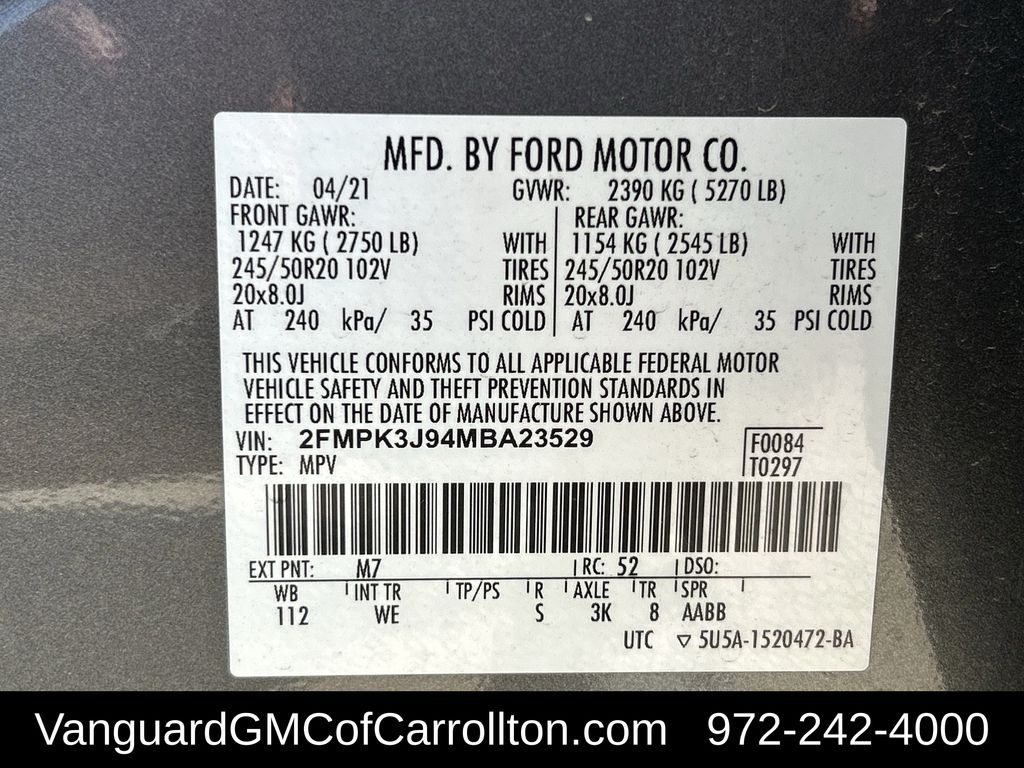 MFD. BY FORD MOTOR CO.
DATE: 04/21 GVWR: 2390 KG ( 5270 LB)
FRONT GAWR: REAR GAWR:
1247 KG ( 2750 LB) WITH 1154 KG ( 2545 LB) WITH
245/50R20 102V TIRES 245/50R20 102V TIRES
20x8.0J RIMS 20x8.0J RIMS
AT 240 kPa/ 35 PSI COLD AT 240 kPa/ 35 PSI COLD
THIS VEHICLE CONFORMS TO ALL APPLICABLE FEDERAL MOTOR
VEHICLE SAFETY AND THEFT PREVENTION STANDARDS IN
EFFECT ON THE DATE OF MANUFACTURE SHOWN ABOVE.
VIN: 2FMPK3J94MBA23529 F0084
TYPE: MPV T0297
EXT PNT: M7 RC: 52 DSO:
WB INT TR TP/PS R AXLE TR SPR
112 WE S 3K 8 AABB
UTC ▽ 5U5A-1520472-BA
VanguardGMCofCarrollton.com 972-242-4000